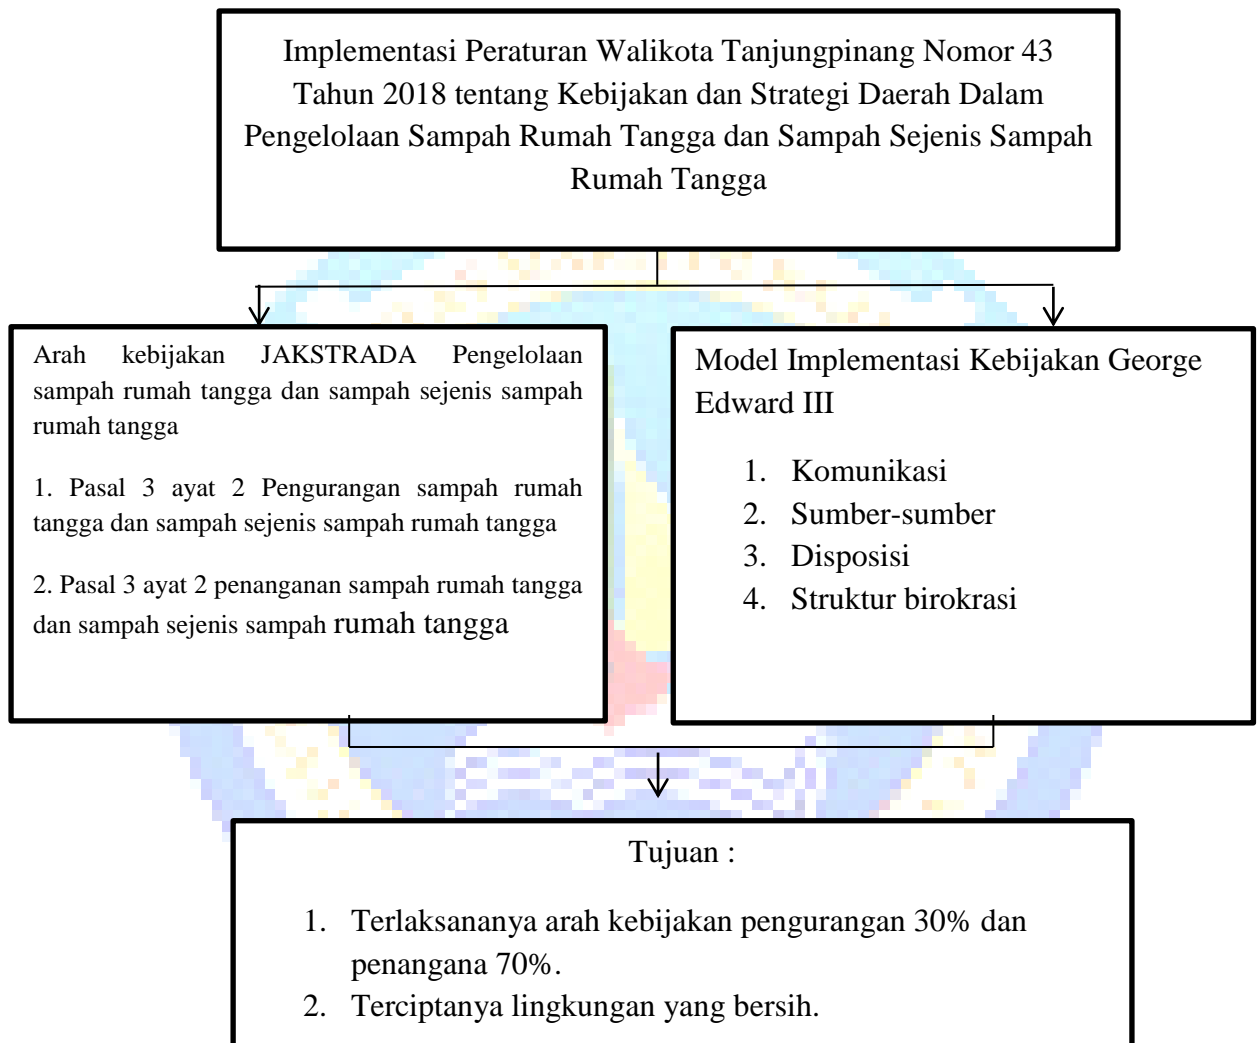 Implementasi Peraturan Walikota Tanjungpinang Nomor 43
Tahun 2018 tentang Kebijakan dan Strategi Daerah Dalam
Pengelolaan Sampah Rumah Tangga dan Sampah Sejenis Sampah
Rumah Tangga
Arah kebijakan JAKSTRADA Pengelolaan
sampah rumah tangga dan sampah sejenis sampah
rumah tangga
1. Pasal 3 ayat 2 Pengurangan sampah rumah
tangga dan sampah sejenis sampah rumah tangga
2. Pasal 3 ayat 2 penanganan sampah rumah tangga
dan sampah sejenis sampah rumah tangga
Model Implementasi Kebijakan George
Edward III
1. Komunikasi
2. Sumber-sumber
3. Disposisi
4. Struktur birokrasi
Tujuan :
1. Terlaksananya arah kebijakan pengurangan 30% dan
penangana 70%.
2. Terciptanya lingkungan yang bersih.